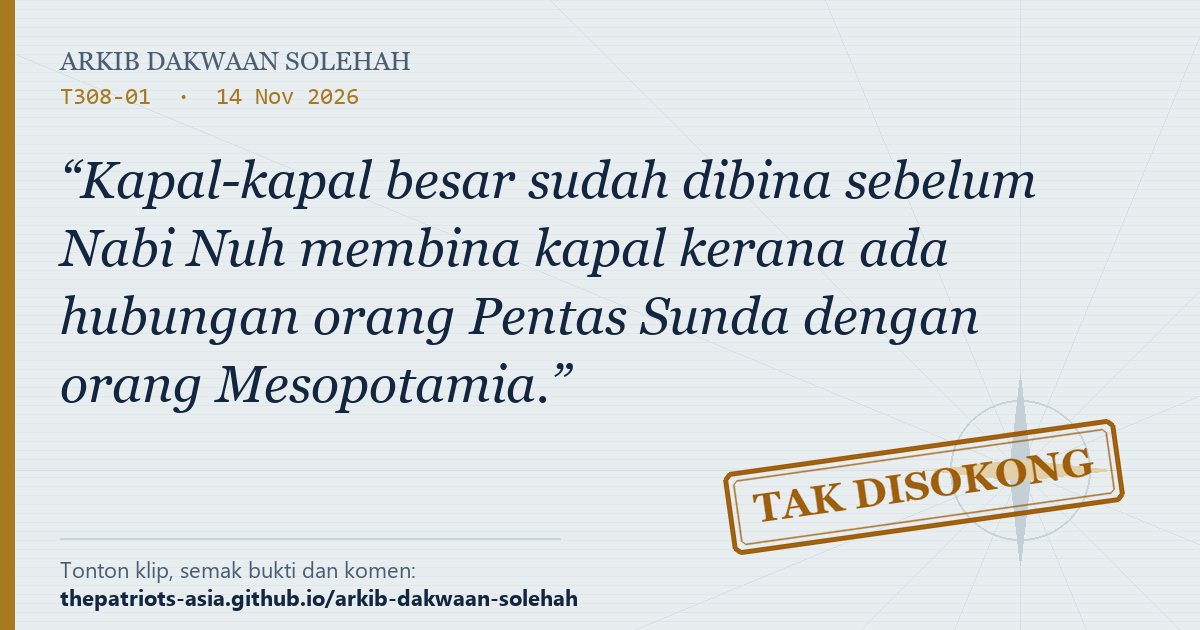 ARKIB DAKWAAN SOLEHAH
T308-01 · 14 Nov 2026
“Kapal-kapal besar sudah dibina sebelum
Nabi Nuh membina kapal kerana ada
hubungan orang Pentas Sunda dengan
orang Mesopotamia.”
TAK DISOKONG
Tonton klip, semak bukti dan komen:
thepatriots-asia.github.io/arkib-dakwaan-solehah